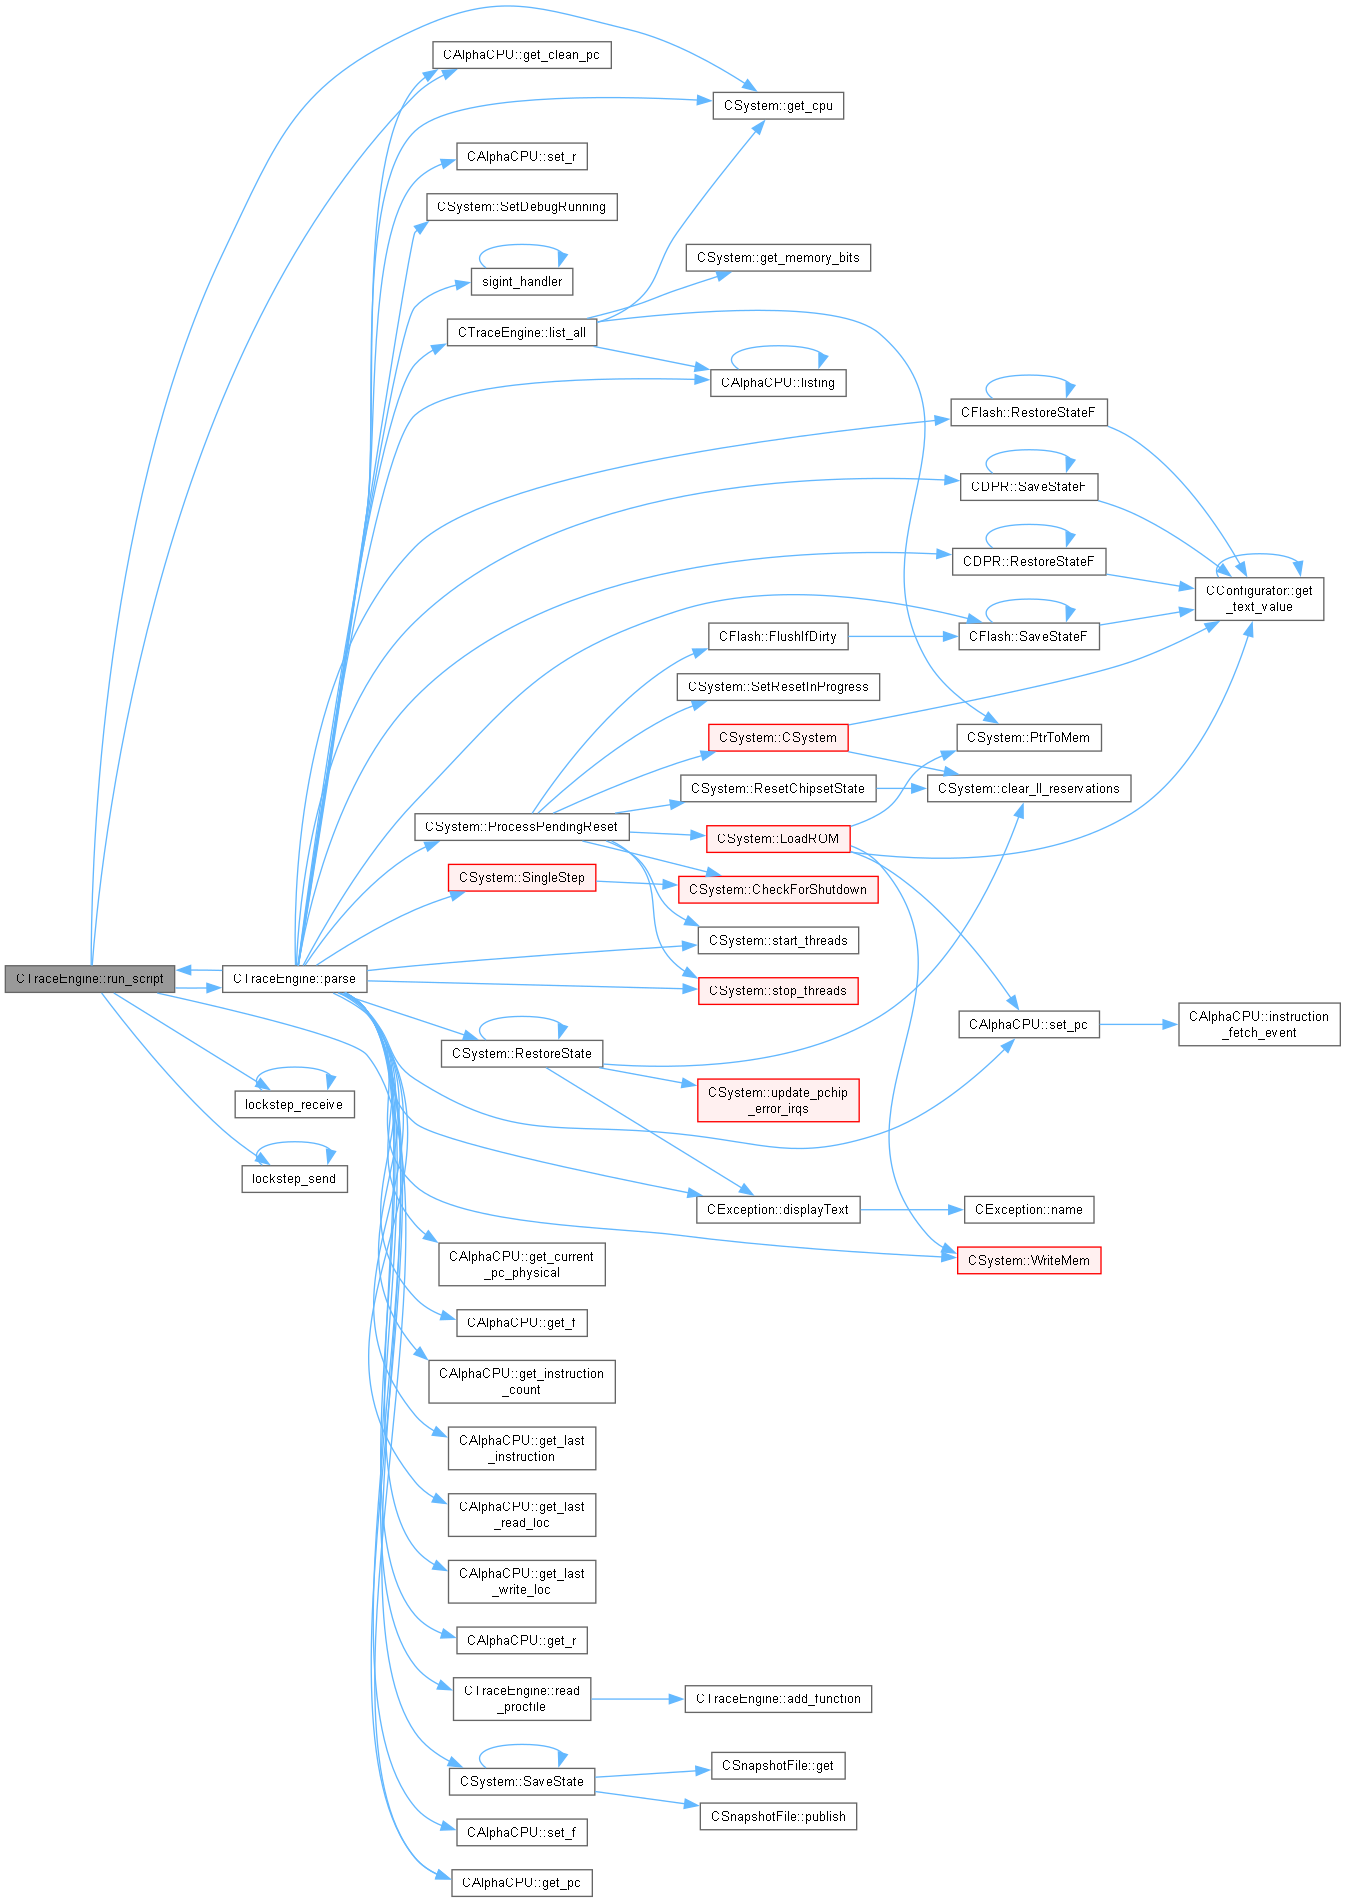 CAlphaCPU::get_clean_pc
CSystem::get_cpu
CAlphaCPU::set_r
CSystem::SetDebugRunning
CSystem::get_memory_bits
sigint_handler
CTraceEngine::list_all
CAlphaCPU::listing
CFlash::RestoreStateF
CDPR::SaveStateF
CDPR::RestoreStateF
CConfigurator::get
_text_value
CFlash::FlushIfDirty
CFlash::SaveStateF
CSystem::SetResetInProgress
CSystem::CSystem
CSystem::PtrToMem
CSystem::ResetChipsetState
CSystem::clear_ll_reservations
CSystem::ProcessPendingReset
CSystem::LoadROM
CSystem::SingleStep
CSystem::CheckForShutdown
CSystem::start_threads
CTraceEngine::run_script
CTraceEngine::parse
CSystem::stop_threads
CAlphaCPU::set_pc
CAlphaCPU::instruction
_fetch_event
CSystem::RestoreState
CSystem::update_pchip
_error_irqs
lockstep_receive
lockstep_send
CException::displayText
CException::name
CAlphaCPU::get_current
_pc_physical
CSystem::WriteMem
CAlphaCPU::get_f
CAlphaCPU::get_instruction
_count
CAlphaCPU::get_last
_instruction
CAlphaCPU::get_last
_read_loc
CAlphaCPU::get_last
_write_loc
CAlphaCPU::get_r
CTraceEngine::read
_procfile
CTraceEngine::add_function
CSystem::SaveState
CSnapshotFile::get
CSnapshotFile::publish
CAlphaCPU::set_f
CAlphaCPU::get_pc